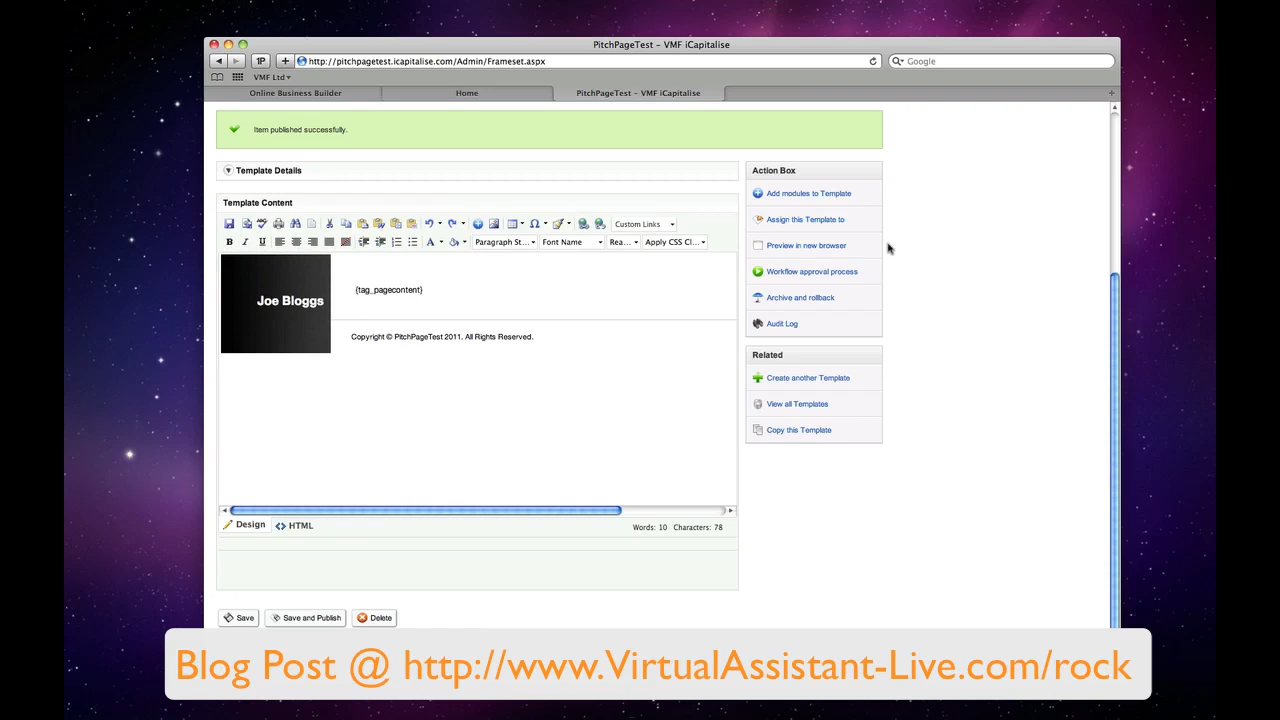 PitchPageTest – VMF iCapitalise
1P
http://pitchpagetest.icapitalise.com/Admin/Frameset.aspx
Google
VMF Ltd
Online Business Builder
Home
PitchPageTest – VMF iCapitalise
Item published successfully.
Template Details
Template Content
Custom Links
B I U
A
Paragraph St...
Font Name
Rea...
Apply CSS Cl...
Joe Bloggs
{tag_pagecontent}
Copyright © PitchPageTest 2011. All Rights Reserved.
Design
HTML
Words: 10 Characters: 78
Save
Save and Publish
Delete
Action Box
Add modules to Template
Assign this Template to
Preview in new browser
Workflow approval process
Archive and rollback
Audit Log
Related
Create another Template
View all Templates
Copy this Template
Blog Post @ http://www.VirtualAssistant-Live.com/rock